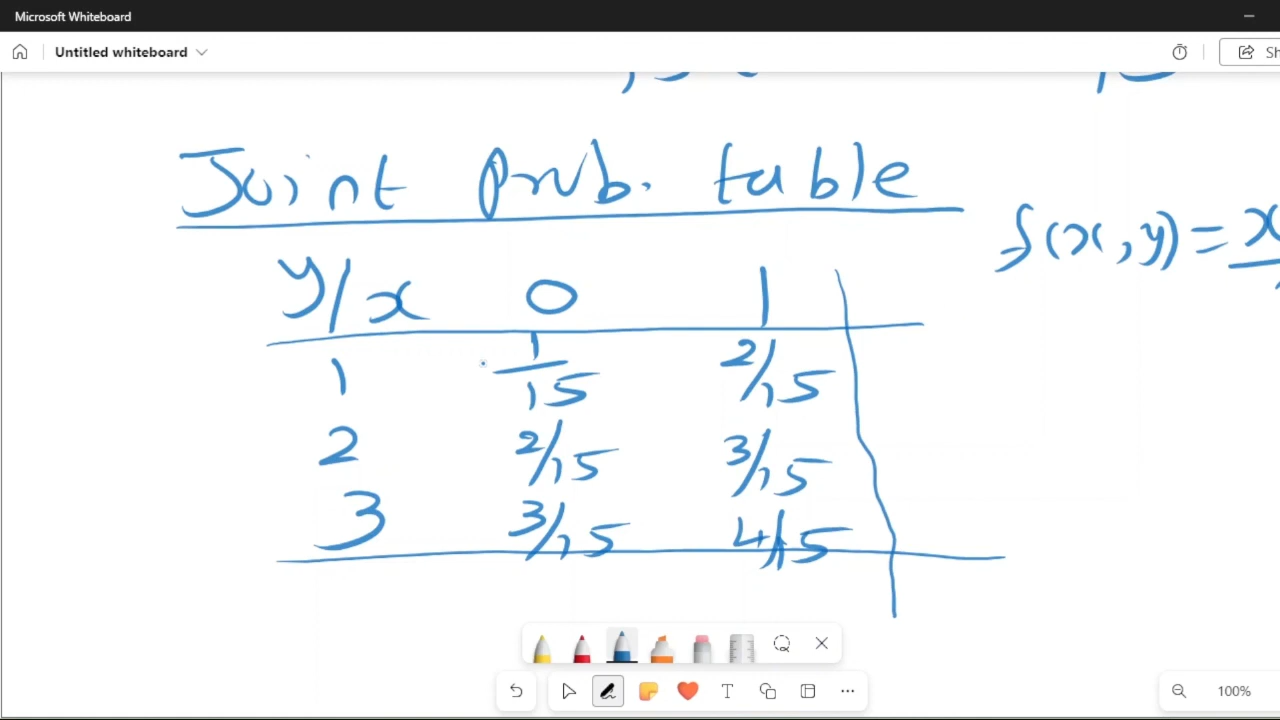 Microsoft Whiteboard
Untitled whiteboard
Sh
Joint prob. table
f(x,y)=x
y/x 0 1
1 1/15 2/15
2 2/15 3/15
3 3/15 4/15
T
100%